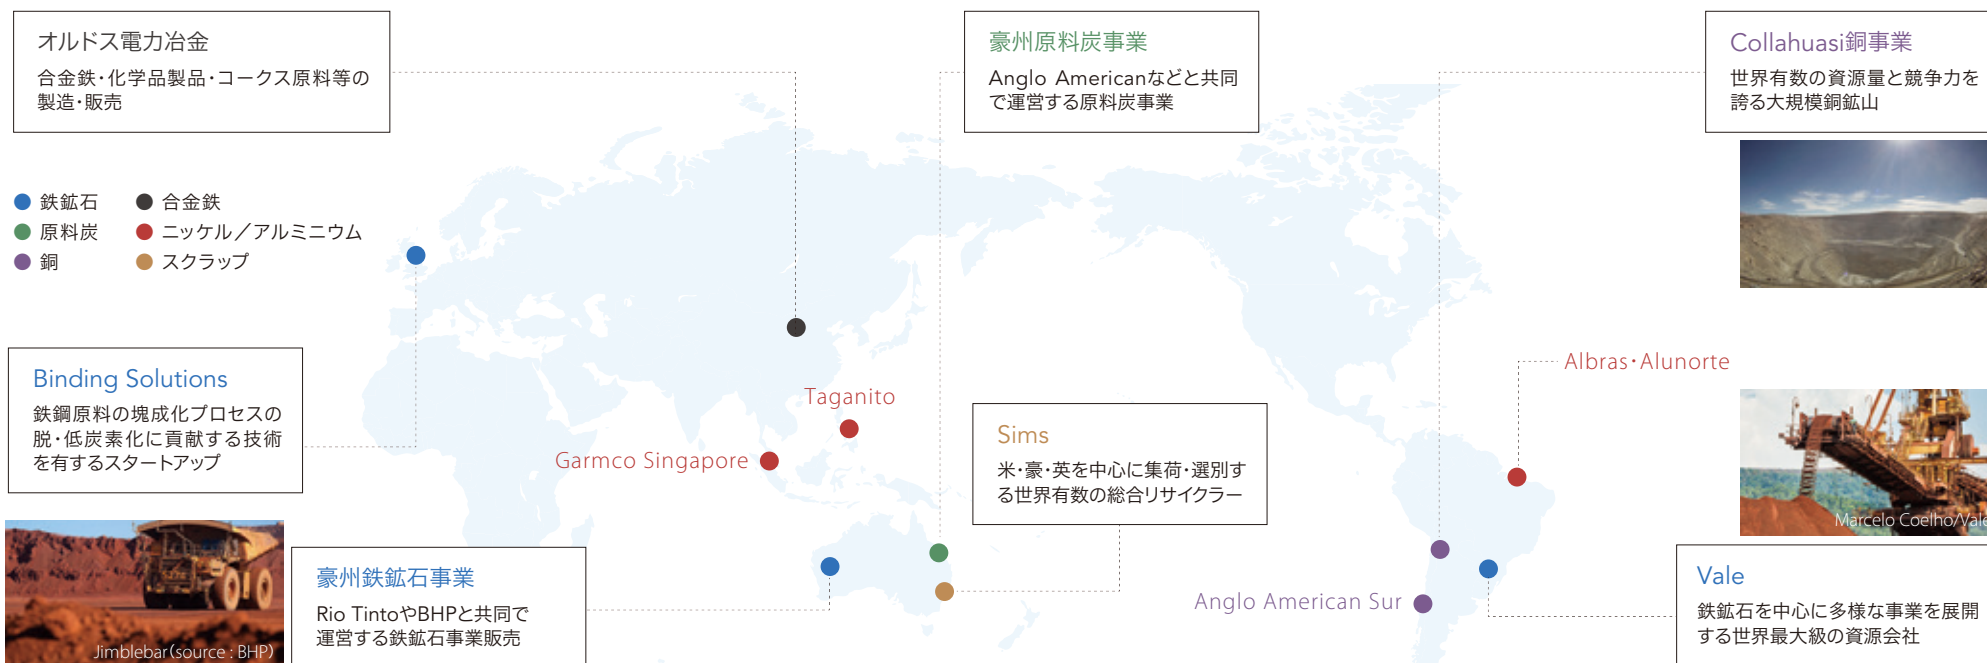 オルドス電力冶金
合金鉄・化学品製品・コークス原料等の
製造・販売
豪州原料炭事業
Anglo Americanなどと共同
で運営する原料炭事業
Collahuasi銅事業
世界有数の資源量と競争力を
誇る大規模銅鉱山
鉄鉱石
合金鉄
原料炭
ニッケル／アルミニウム
銅
スクラップ
Binding Solutions
鉄鋼原料の塊成化プロセスの
脱・低炭素化に貢献する技術
を有するスタートアップ
Taganito
Garmco Singapore
Albras・Alunorte
Sims
米・豪・英を中心に集荷・選別す
る世界有数の総合リサイクラー
Marcelo Coelho/Vale
Jimblebar(source : BHP)
豪州鉄鉱石事業
Rio TintoやBHPと共同で
運営する鉄鉱石事業販売
Anglo American Sur
Vale
鉄鉱石を中心に多様な事業を展開
する世界最大級の資源会社